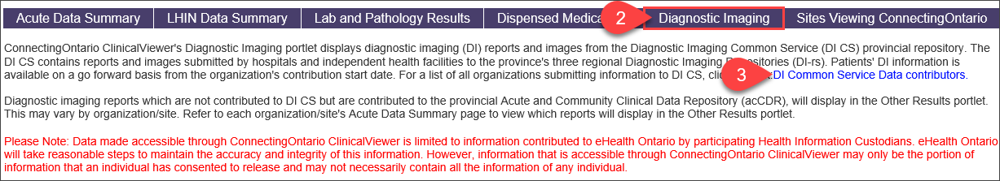 Acute Data Summary LHIN Data Summary Lab and Pathology Results Dispensed Medica 2 Diagnostic Imaging Sites Viewing ConnectingOntario
ConnectingOntario ClinicalViewer's Diagnostic Imaging portlet displays diagnostic imaging (DI) reports and images from the Diagnostic Imaging Common Service (DI CS) provincial repository. The
DI CS contains reports and images submitted by hospitals and independent health facilities to the province's three regional Diagnostic Imaging Repositories (DI-rs). Patients' DI information is
available on a go forward basis from the organization's contribution start date. For a list of all organizations submitting information to DI CS, clic 3 :DI Common Service Data contributors.
Diagnostic imaging reports which are not contributed to DI CS but are contributed to the provincial Acute and Community Clinical Data Repository (acCDR), will display in the Other Results portlet.
This may vary by organization/site. Refer to each organization/site's Acute Data Summary page to view which reports will display in the Other Results portlet.
Please Note: Data made accessible through ConnectingOntario ClinicalViewer is limited to information contributed to eHealth Ontario by participating Health Information Custodians. eHealth Ontario
will take reasonable steps to maintain the accuracy and integrity of this information. However, information that is accessible through ConnectingOntario ClinicalViewer may only be the portion of
information that an individual has consented to release and may not necessarily contain all the information of any individual.